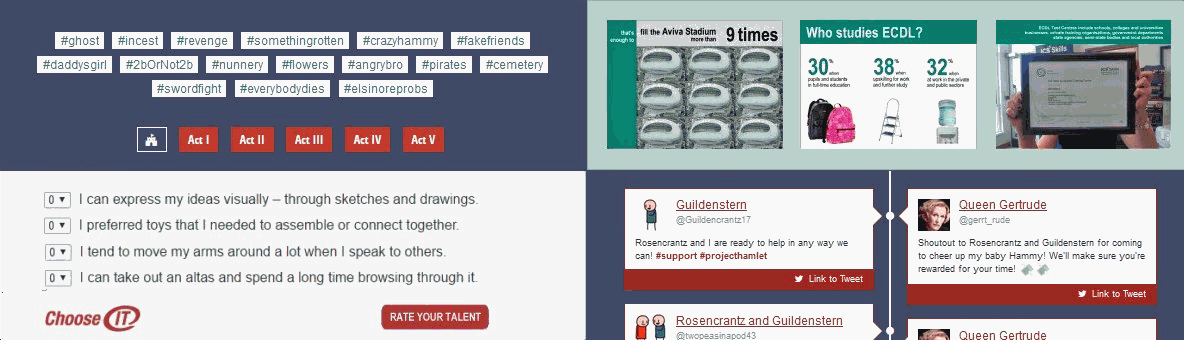 #ghost #incest #revenge #somethingrotten #crazyhammy #fakefriends
#daddysgirl #2bOrNot2b #nunnery #flowers #angrybro #pirates #cemetery
#swordfight #everybodydies #elsinoreprobs
Act I Act II Act III Act IV Act V
that's enough to fill the Aviva Stadium more than 9 times
Who studies ECDL?
30% when pupils and students in full-time education
38% when upskilling for work and further study
32% when at work in the private and public sectors
ECDL Test Centres include schools, colleges and universities
businesses, private training organisations, government departments
state agencies, semi-state bodies and local authorities
ICS Skills
0 I can express my ideas visually – through sketches and drawings.
0 I preferred toys that I needed to assemble or connect together.
0 I tend to move my arms around a lot when I speak to others.
0 I can take out an altas and spend a long time browsing through it.
Choose IT!
RATE YOUR TALENT
Guildenstern
@Guildencrantz17
Rosencrantz and I are ready to help in any way we
can! #support #projecthamlet
Link to Tweet
Rosencrantz and Guildenstern
@twopeasinapod43
Queen Gertrude
@gerrt_rude
Shoutout to Rosencrantz and Guildenstern for coming
to cheer up my baby Hammy! We'll make sure you're
rewarded for your time!
Link to Tweet
Queen Gertrude
@gerrt_rude